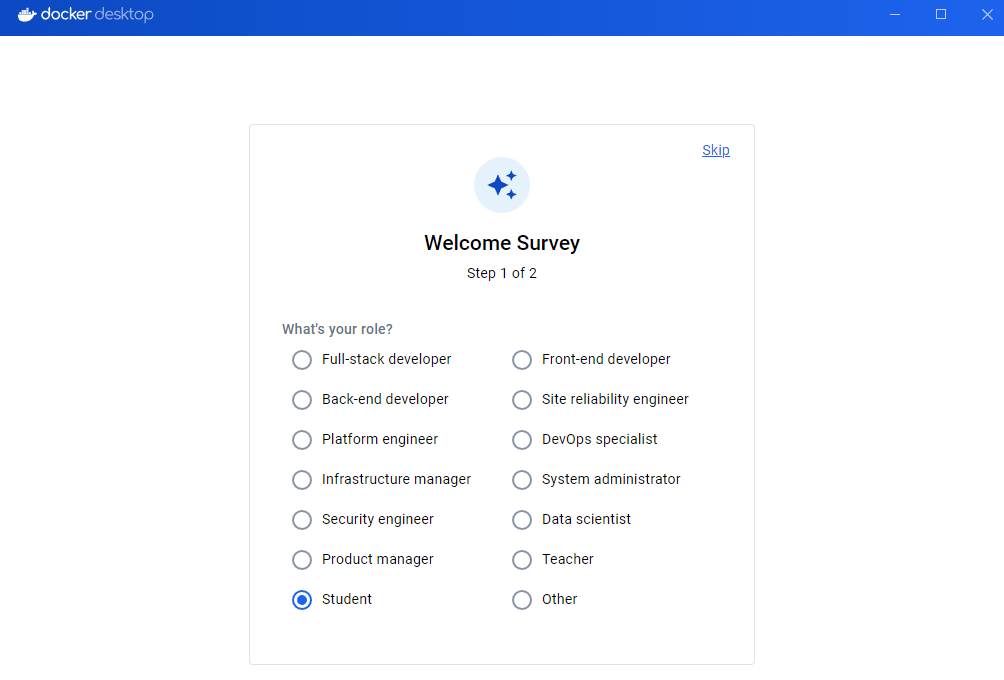 docker desktop
Skip
Welcome Survey
Step 1 of 2
What's your role?
Full-stack developer
Front-end developer
Back-end developer
Site reliability engineer
Platform engineer
DevOps specialist
Infrastructure manager
System administrator
Security engineer
Data scientist
Product manager
Teacher
Student
Other